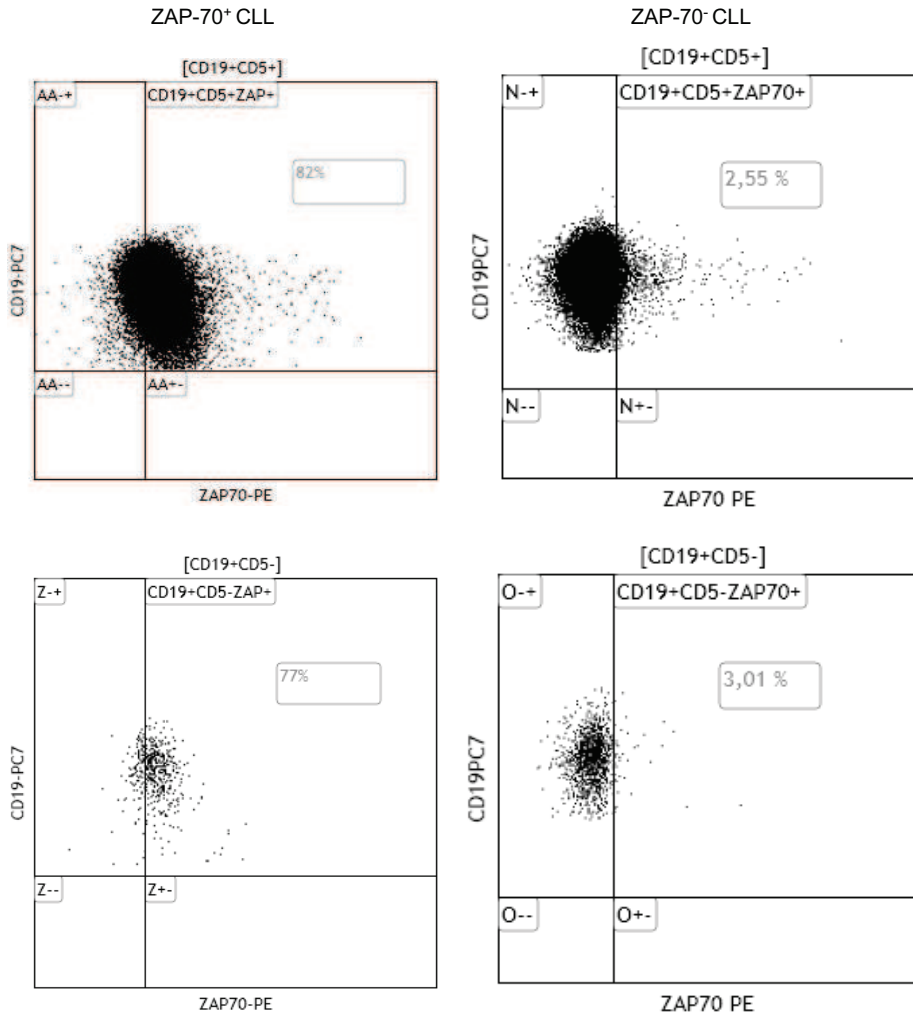 ZAP-70⁺ CLL
ZAP-70⁻ CLL
[CD19+CD5+]
AA-+
CD19+CD5+ZAP+
82%
CD19-PC7
AA--
AA+-
ZAP70-PE
[CD19+CD5+]
N-+
CD19+CD5+ZAP70+
2,55 %
CD19PC7
N--
N+-
ZAP70 PE
[CD19+CD5-]
Z-+
CD19+CD5-ZAP+
77%
CD19-PC7
Z--
Z+-
ZAP70-PE
[CD19+CD5-]
O-+
CD19+CD5-ZAP70+
3,01 %
CD19PC7
O--
O+-
ZAP70 PE